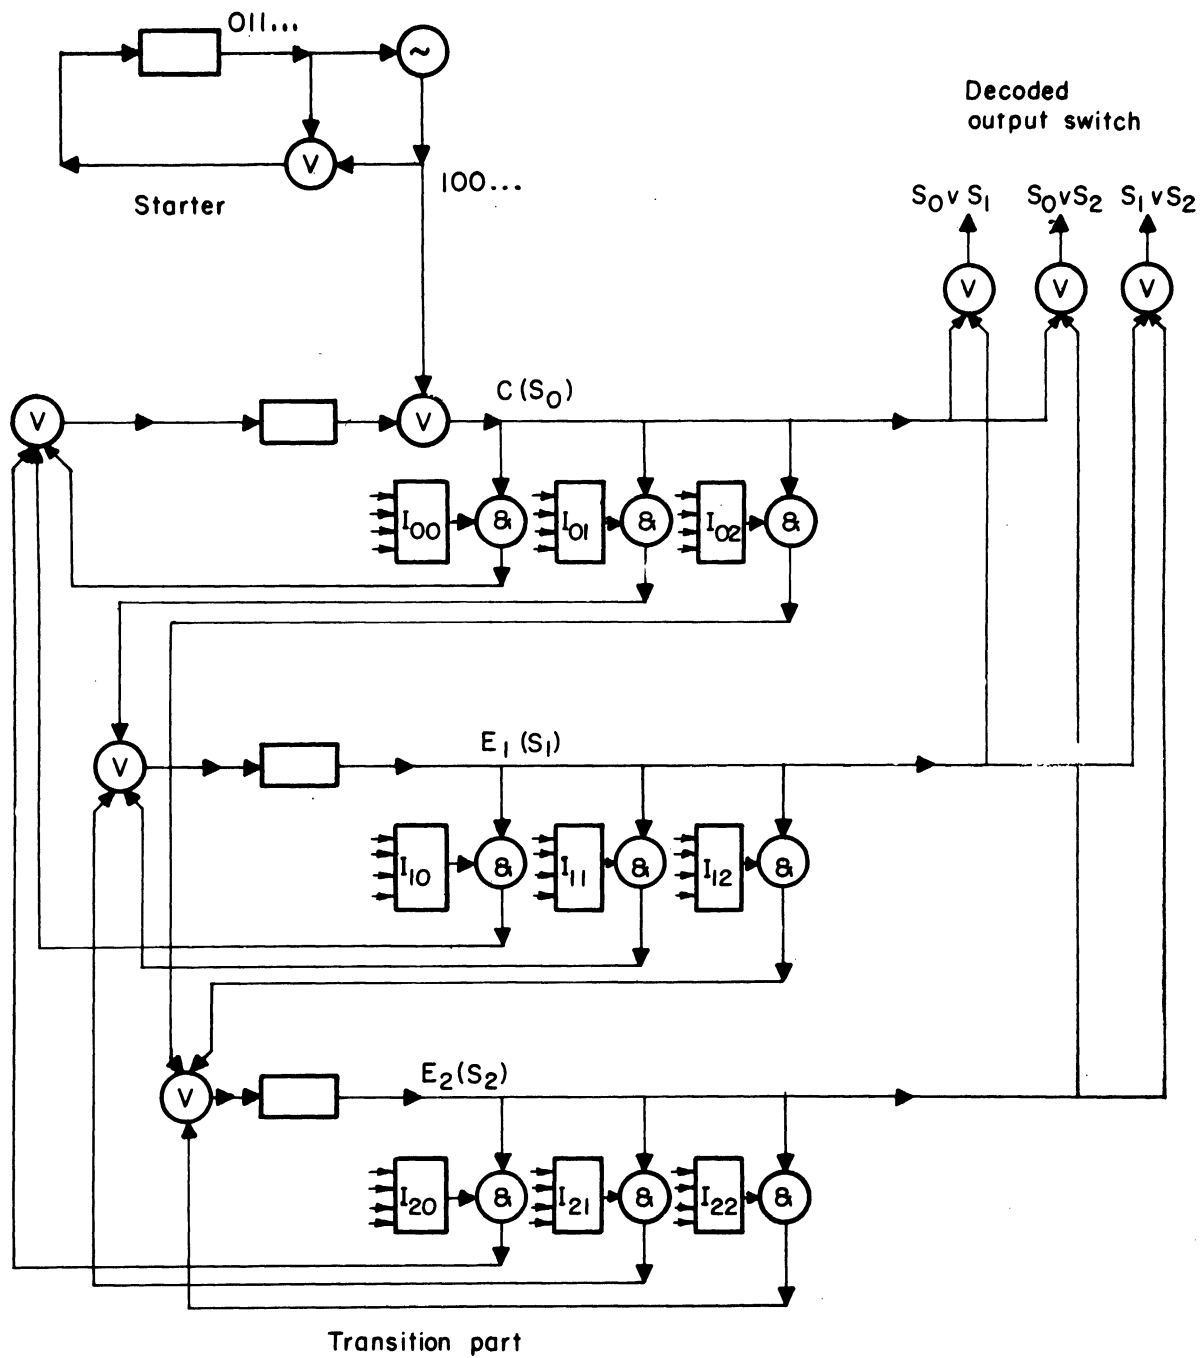 011...
~
V
100...
Starter
Decoded
output switch
S0 v S1
S0 v S2
S1 v S2
V
V
V
V
V
C (S0)
I00
&
I01
&
I02
&
V
E1 (S1)
I10
&
I11
&
I12
&
V
E2 (S2)
I20
&
I21
&
I22
&
Transition part